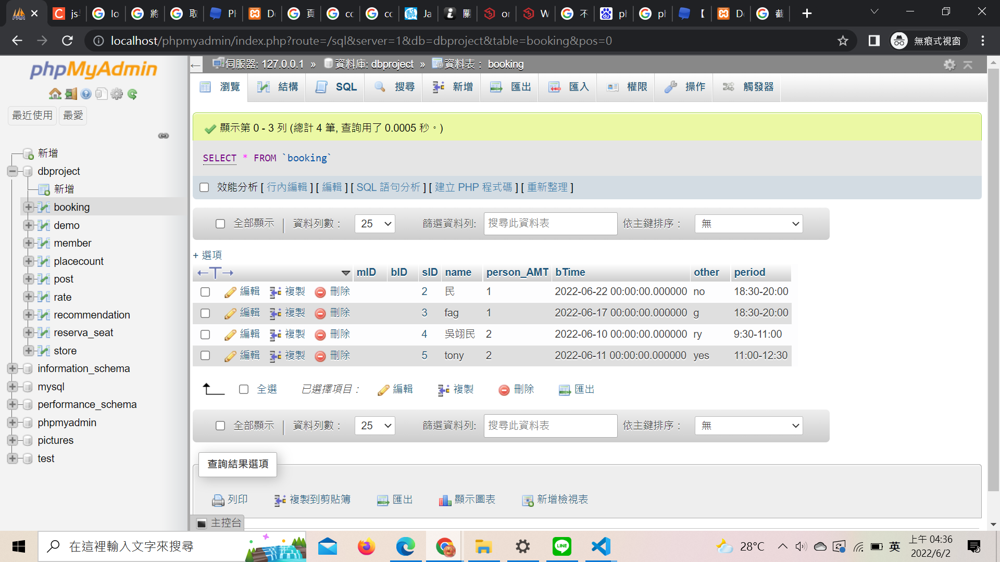 js
lo
將
取
Pl
D
頁
cc
cc
Ja
關
or
W
不
pl
pl
【
D
截
localhost/phpmyadmin/index.php?route=/sql&server=1&db=dbproject&table=booking&pos=0
無痕式視窗
phpMyAdmin
最近使用 最愛
新增
dbproject
新增
booking
demo
member
placecount
post
rate
recommendation
reserva_seat
store
information_schema
mysql
performance_schema
phpmyadmin
pictures
test
伺服器: 127.0.0.1 » 資料庫: dbproject » 資料表： booking
瀏覽 結構 SQL 搜尋 新增 匯出 匯入 權限 操作 觸發器
顯示第 0 - 3 列 (總計 4 筆, 查詢用了 0.0005 秒。)
SELECT * FROM `booking`
效能分析 [ 行內編輯 ] [ 編輯 ] [ SQL 語句分析 ] [ 建立 PHP 程式碼 ] [ 重新整理 ]
全部顯示 | 資料列數： 25 篩選資料列: 搜尋此資料表 依主鍵排序： 無
+ 選項
←T→ mID bID sID name person_AMT bTime other period
編輯 複製 刪除 2 民 1 2022-06-22 00:00:00.000000 no 18:30-20:00
編輯 複製 刪除 3 fag 1 2022-06-17 00:00:00.000000 g 18:30-20:00
編輯 複製 刪除 4 吳翊民 2 2022-06-10 00:00:00.000000 ry 9:30-11:00
編輯 複製 刪除 5 tony 2 2022-06-11 00:00:00.000000 yes 11:00-12:30
全選 已選擇項目： 編輯 複製 刪除 匯出
全部顯示 | 資料列數： 25 篩選資料列: 搜尋此資料表 依主鍵排序： 無
查詢結果選項
列印 複製到剪貼簿 匯出 顯示圖表 新增檢視表
主控台
在這裡輸入文字來搜尋
LINE
28°C
英
上午 04:36
2022/6/2